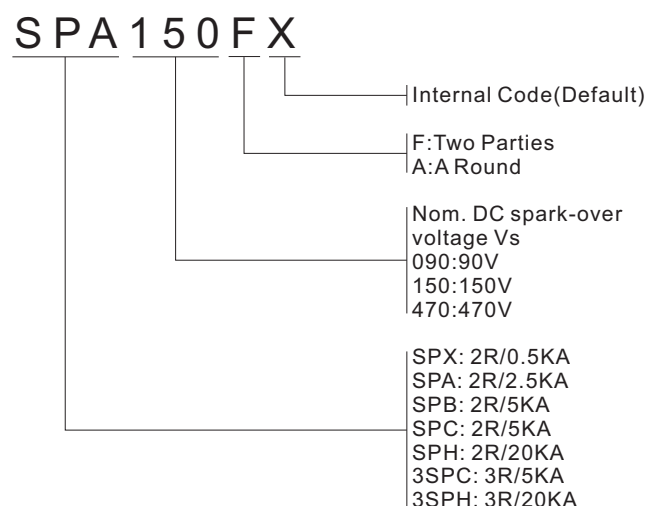 SPA150FX
Internal Code(Default)
F:Two Parties
A:A Round
Nom. DC spark-over
voltage Vs
090:90V
150:150V
470:470V
SPX: 2R/0.5KA
SPA: 2R/2.5KA
SPB: 2R/5KA
SPC: 2R/5KA
SPH: 2R/20KA
3SPC: 3R/5KA
3SPH: 3R/20KA